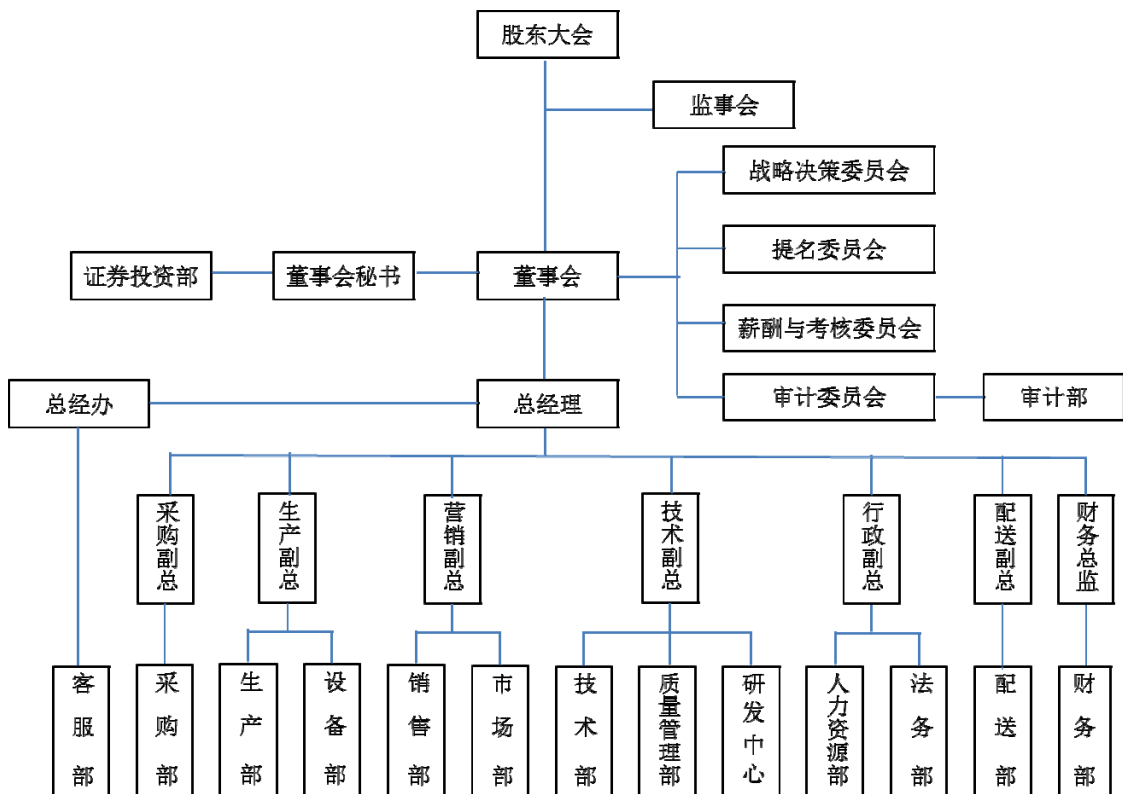 股东大会
监事会
战略决策委员会
提名委员会
证券投资部
董事会秘书
董事会
薪酬与考核委员会
总经办
总经理
审计委员会
审计部
采购副总
生产副总
营销副总
技术副总
行政副总
配送副总
财务总监
客服部
采购部
生产部
设备部
销售部
市场部
技术部
质量管理部
研发中心
人力资源部
法务部
配送部
财务部